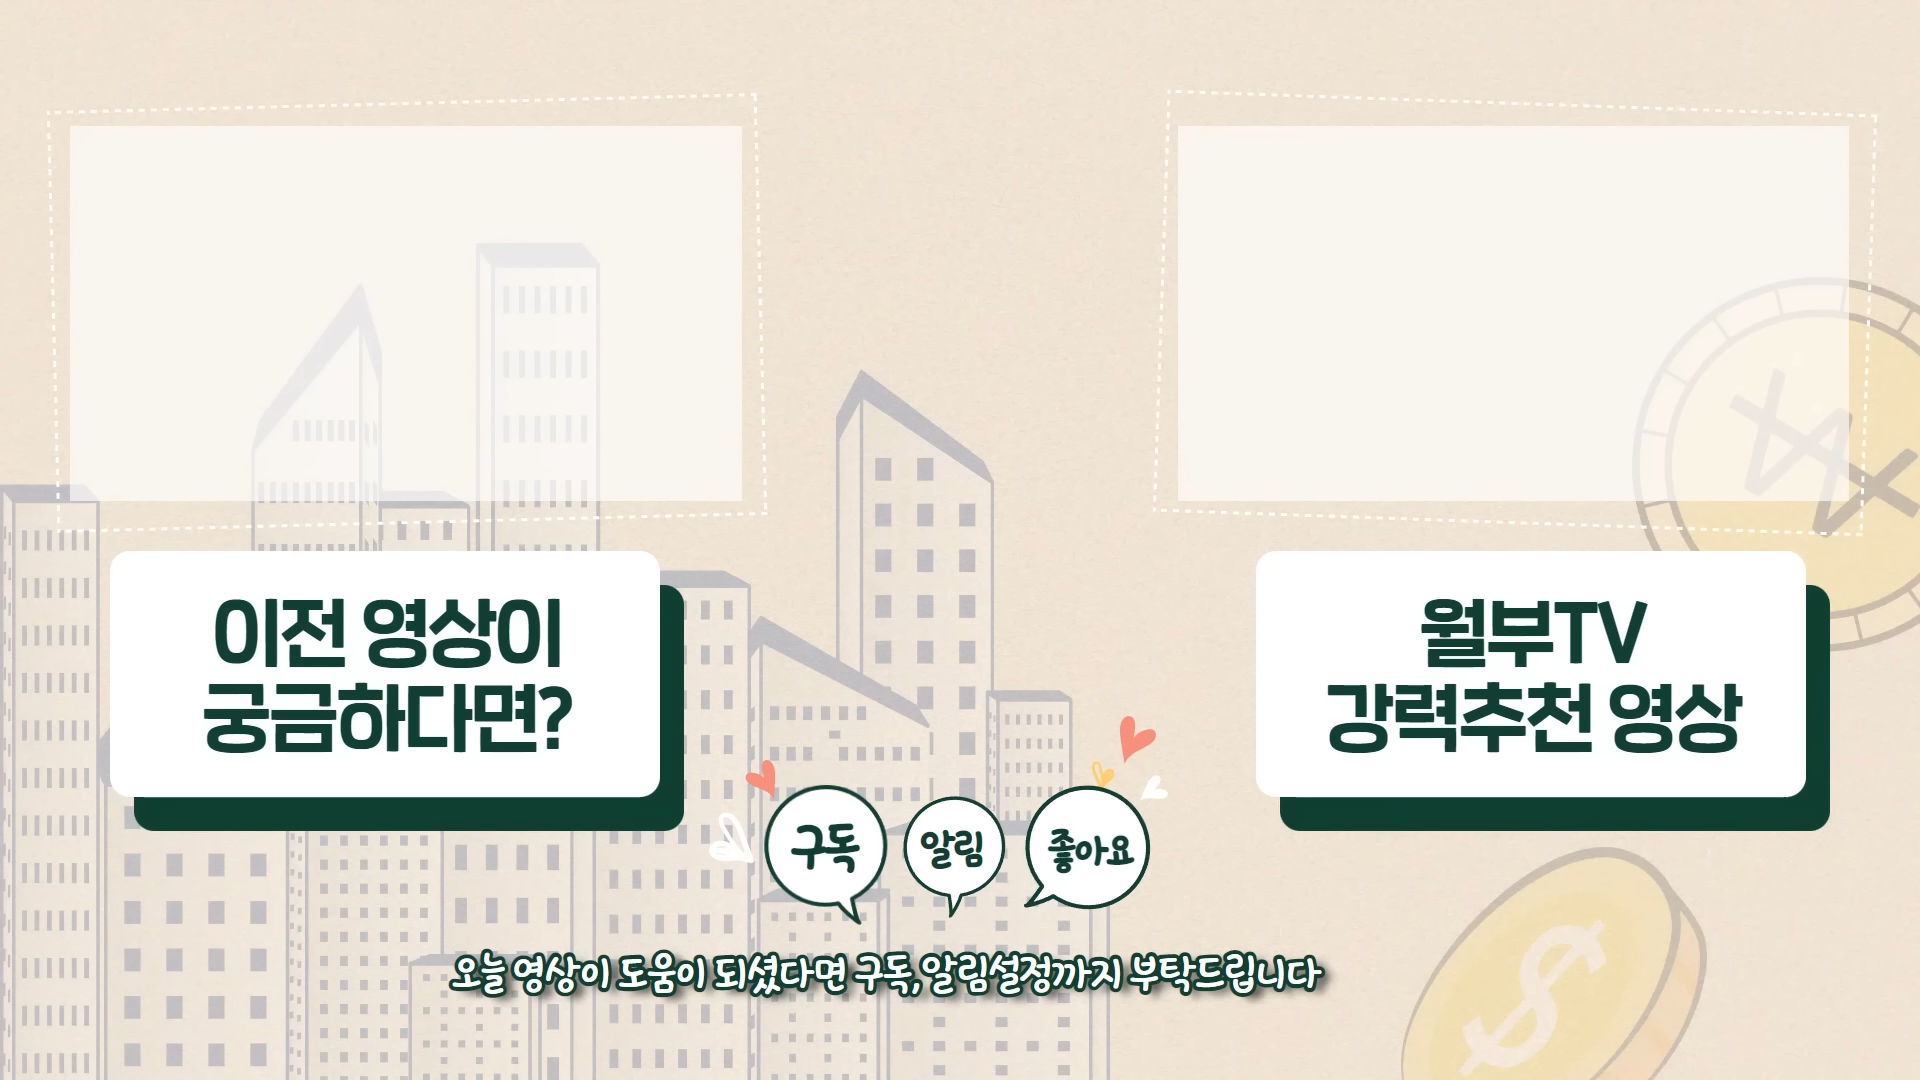 이전 영상이
궁금하다면?
월부TV
강력추천 영상
구독
알림
좋아요
오늘 영상이 도움이 되셨다면 구독,알림설정까지 부탁드립니다